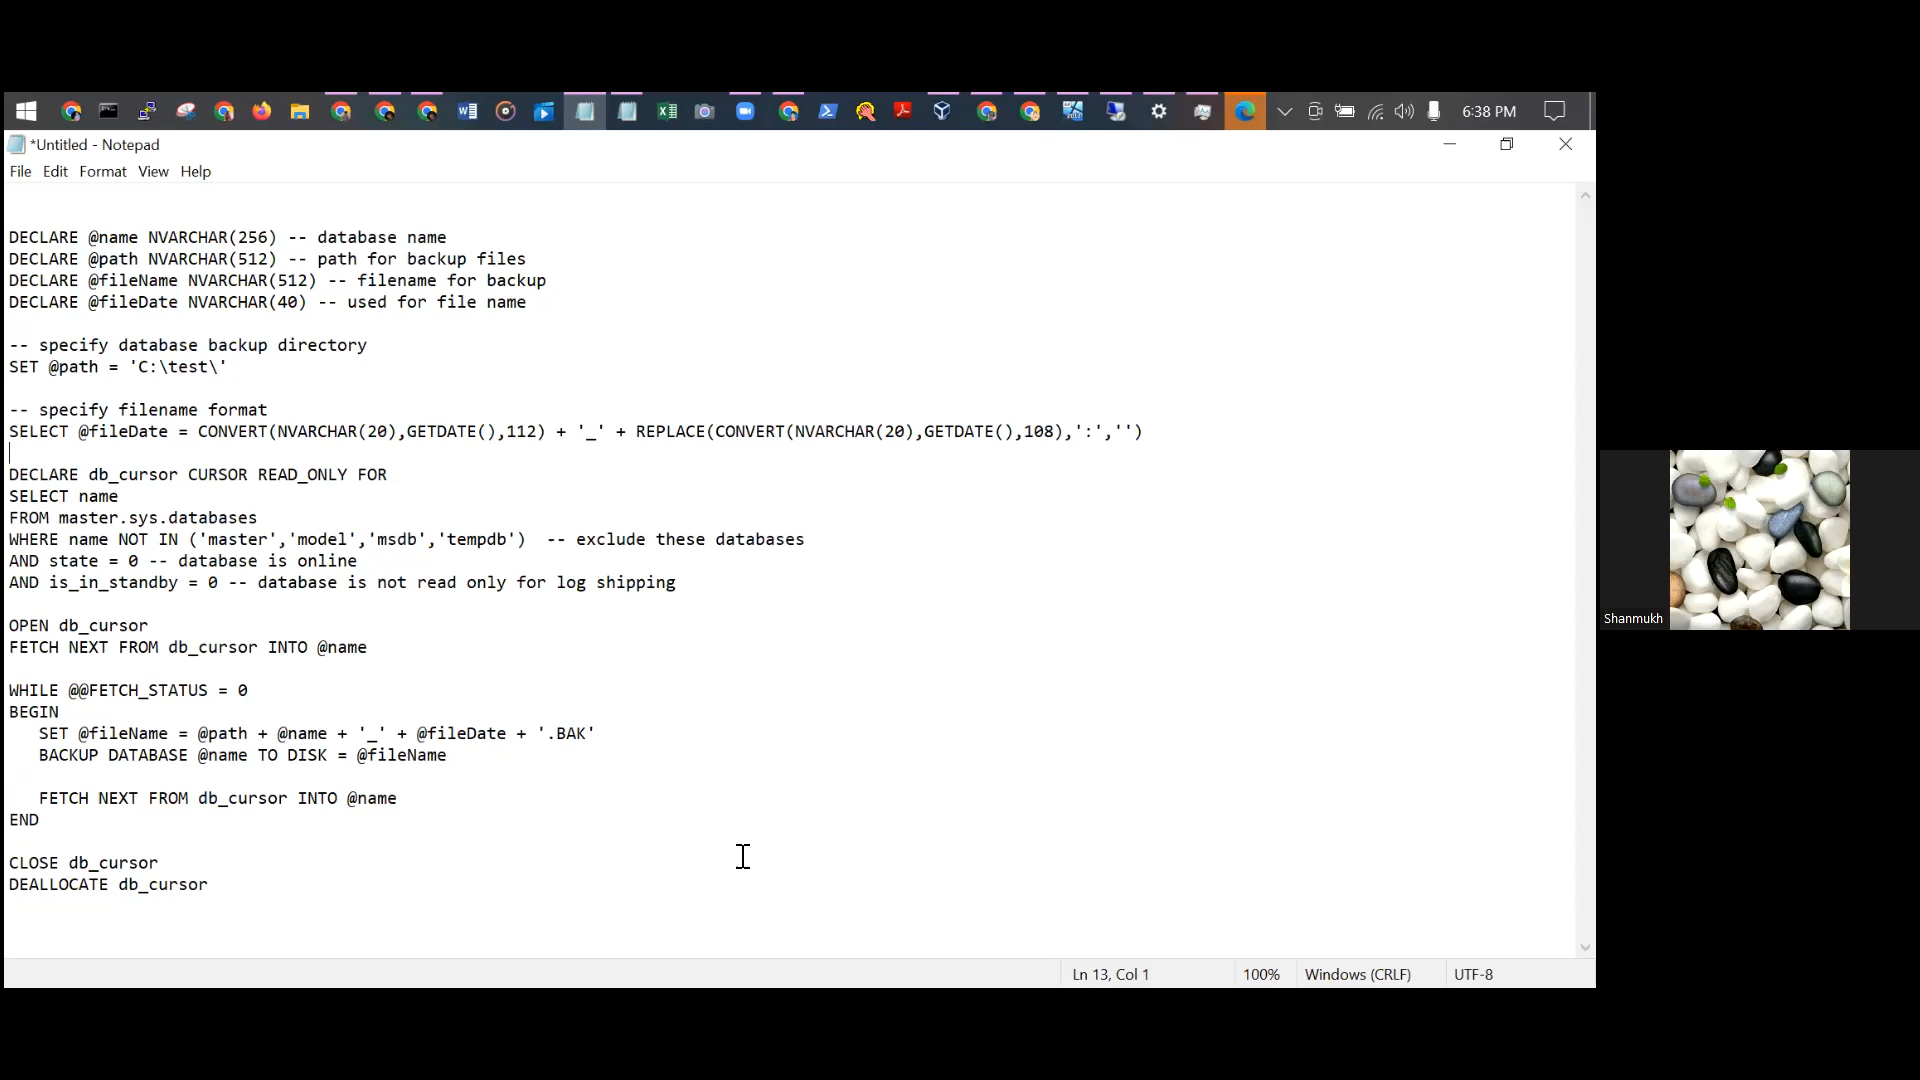 6:38 PM
*Untitled - Notepad
File Edit Format View Help
DECLARE @name NVARCHAR(256) -- database name
DECLARE @path NVARCHAR(512) -- path for backup files
DECLARE @fileName NVARCHAR(512) -- filename for backup
DECLARE @fileDate NVARCHAR(40) -- used for file name
-- specify database backup directory
SET @path = 'C:\test\'
-- specify filename format
SELECT @fileDate = CONVERT(NVARCHAR(20),GETDATE(),112) + '_' + REPLACE(CONVERT(NVARCHAR(20),GETDATE(),108),':','')
DECLARE db_cursor CURSOR READ_ONLY FOR
SELECT name
FROM master.sys.databases
WHERE name NOT IN ('master','model','msdb','tempdb')  -- exclude these databases
AND state = 0 -- database is online
AND is_in_standby = 0 -- database is not read only for log shipping
OPEN db_cursor
FETCH NEXT FROM db_cursor INTO @name
WHILE @@FETCH_STATUS = 0
BEGIN
   SET @fileName = @path + @name + '_' + @fileDate + '.BAK'
   BACKUP DATABASE @name TO DISK = @fileName
   FETCH NEXT FROM db_cursor INTO @name
END
CLOSE db_cursor
DEALLOCATE db_cursor
Ln 13, Col 1 100% Windows (CRLF) UTF-8
Shanmukh